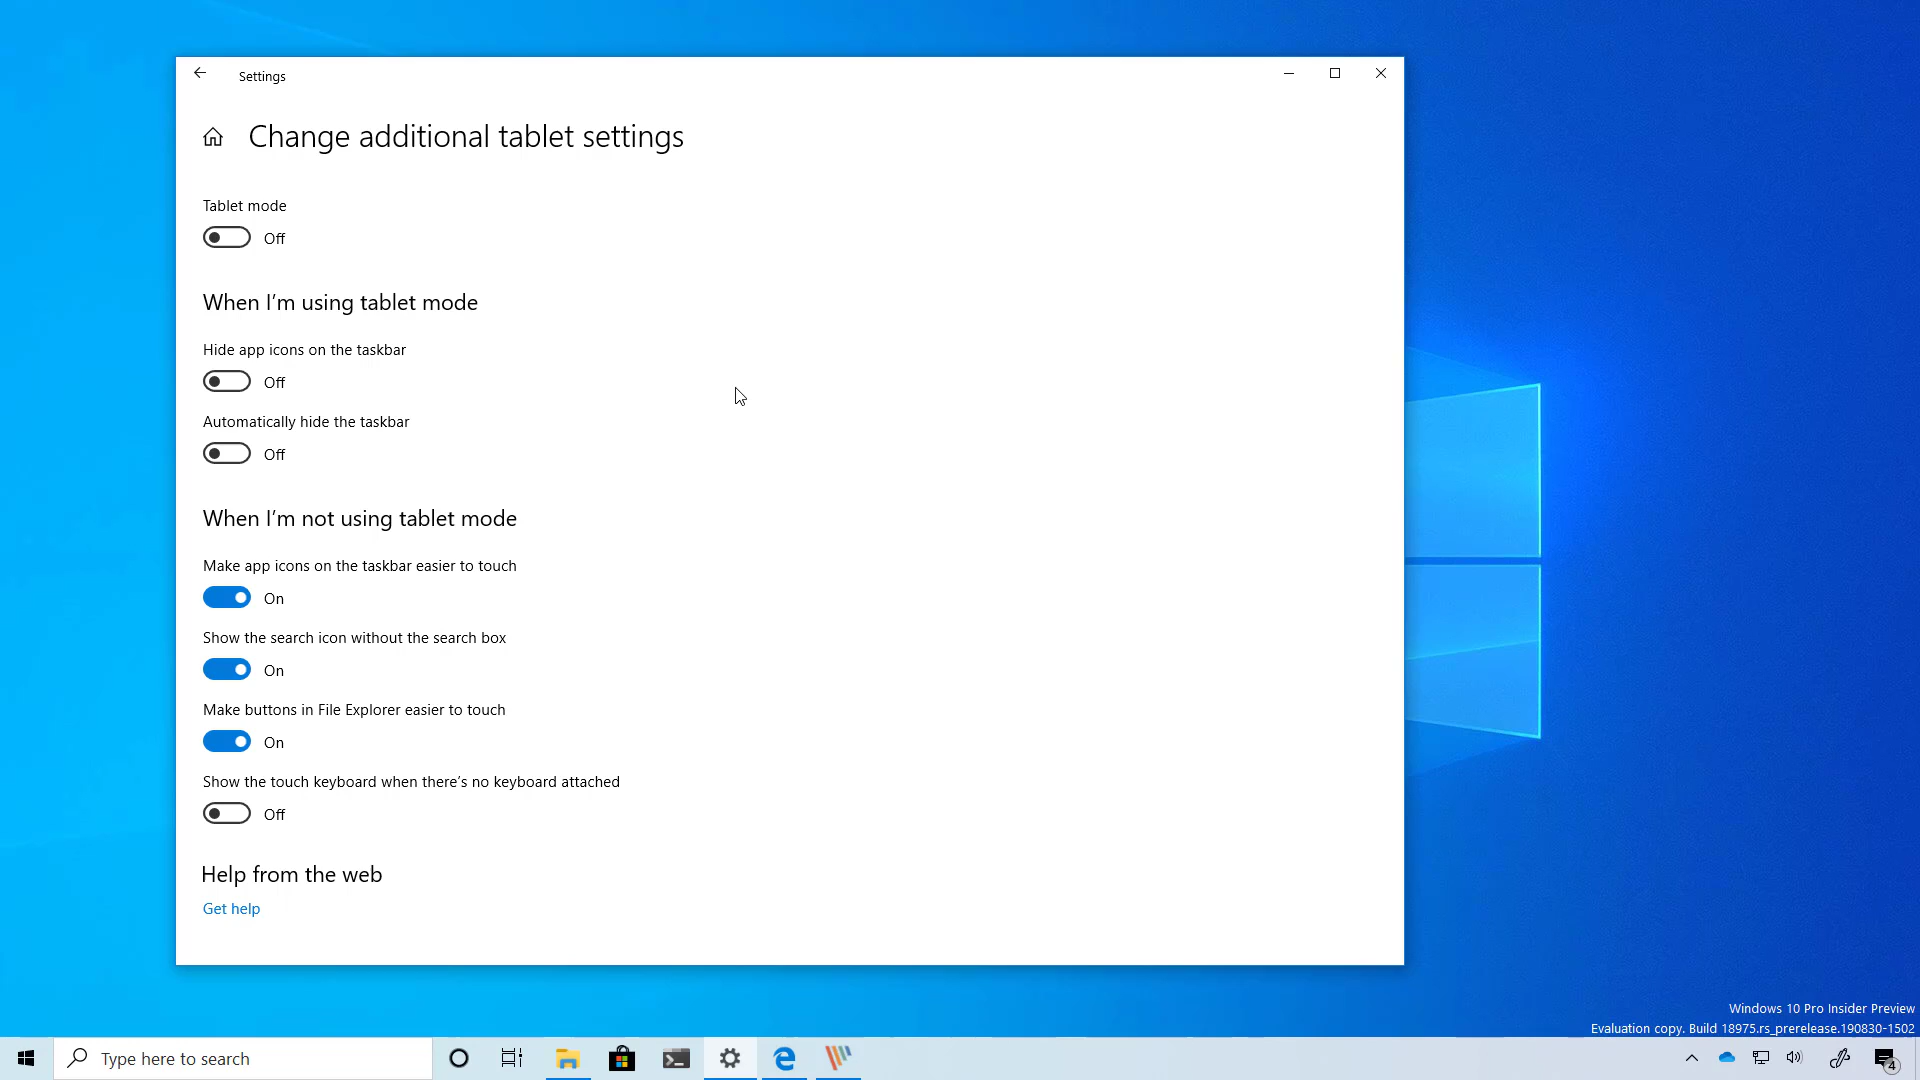 Settings
Change additional tablet settings
Tablet mode
Off
When I'm using tablet mode
Hide app icons on the taskbar
Off
Automatically hide the taskbar
Off
When I'm not using tablet mode
Make app icons on the taskbar easier to touch
On
Show the search icon without the search box
On
Make buttons in File Explorer easier to touch
On
Show the touch keyboard when there's no keyboard attached
Off
Help from the web
Get help
Windows 10 Pro Insider Preview
Evaluation copy. Build 18975.rs_prerelease.190830-1502
Type here to search
4